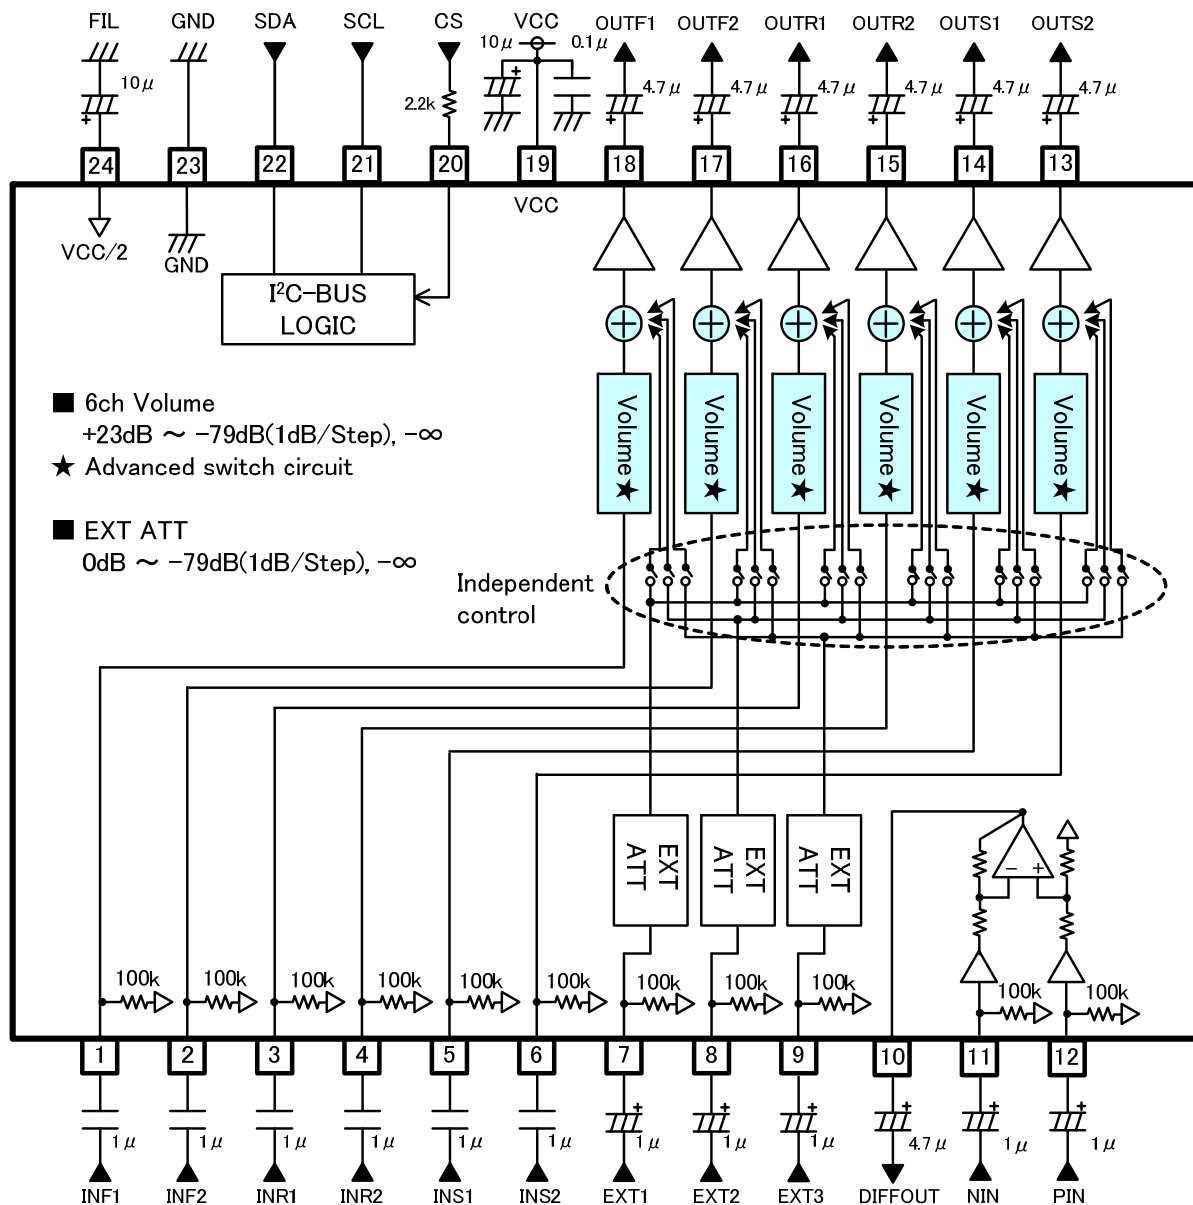 FIL GND SDA SCL CS VCC OUTF1 OUTF2 OUTR1 OUTR2 OUTS1 OUTS2
10μ 10μ 0.1μ 2.2k 4.7μ 4.7μ 4.7μ 4.7μ 4.7μ 4.7μ
+ + + + + + + +
24 23 22 21 20 19 18 17 16 15 14 13
VCC
VCC/2 GND
I²C-BUS
LOGIC
■ 6ch Volume
+23dB ~ -79dB(1dB/Step), -∞
★ Advanced switch circuit
Volume★ Volume★ Volume★ Volume★ Volume★ Volume★
■ EXT ATT
0dB ~ -79dB(1dB/Step), -∞
Independent
control
EXT ATT EXT ATT EXT ATT
- +
100k 100k 100k 100k 100k 100k 100k 100k 100k 100k 100k
1 2 3 4 5 6 7 8 9 10 11 12
+ + + + + +
1μ 1μ 1μ 1μ 1μ 1μ 1μ 1μ 1μ 4.7μ 1μ 1μ
INF1 INF2 INR1 INR2 INS1 INS2 EXT1 EXT2 EXT3 DIFFOUT NIN PIN